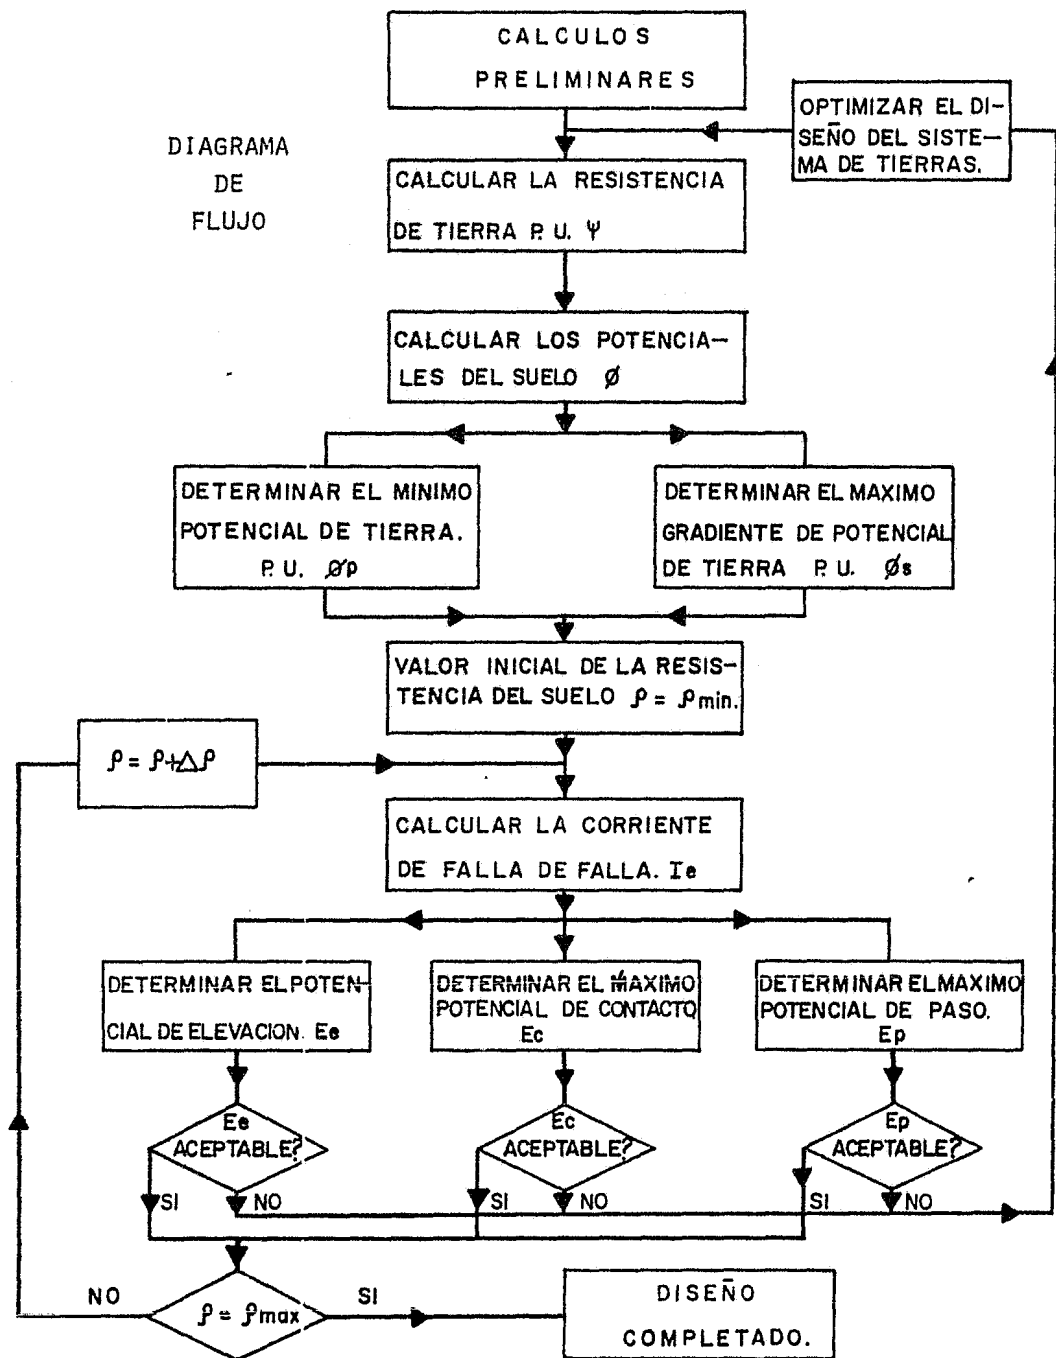 CALCULOS
PRELIMINARES
OPTIMIZAR EL DI-
SEÑO DEL SISTE-
MA DE TIERRAS.
DIAGRAMA
DE
FLUJO
CALCULAR LA RESISTENCIA
DE TIERRA P. U. Ψ
CALCULAR LOS POTENCIA-
LES DEL SUELO Ø
DETERMINAR EL MINIMO
POTENCIAL DE TIERRA.
P. U. Øp
DETERMINAR EL MAXIMO
GRADIENTE DE POTENCIAL
DE TIERRA P. U. Øs
VALOR INICIAL DE LA RESIS-
TENCIA DEL SUELO ρ = ρmin.
ρ = ρ+Δρ
CALCULAR LA CORRIENTE
DE FALLA DE FALLA. Ie
DETERMINAR EL POTEN-
CIAL DE ELEVACION. Ee
DETERMINAR EL MAXIMO
POTENCIAL DE CONTACTO
Ec
DETERMINAR EL MAXIMO
POTENCIAL DE PASO.
Ep
Ee
ACEPTABLE?
Ec
ACEPTABLE?
Ep
ACEPTABLE?
SI
NO
SI
NO
SI
NO
NO
ρ = ρmax
SI
DISEÑO
COMPLETADO.